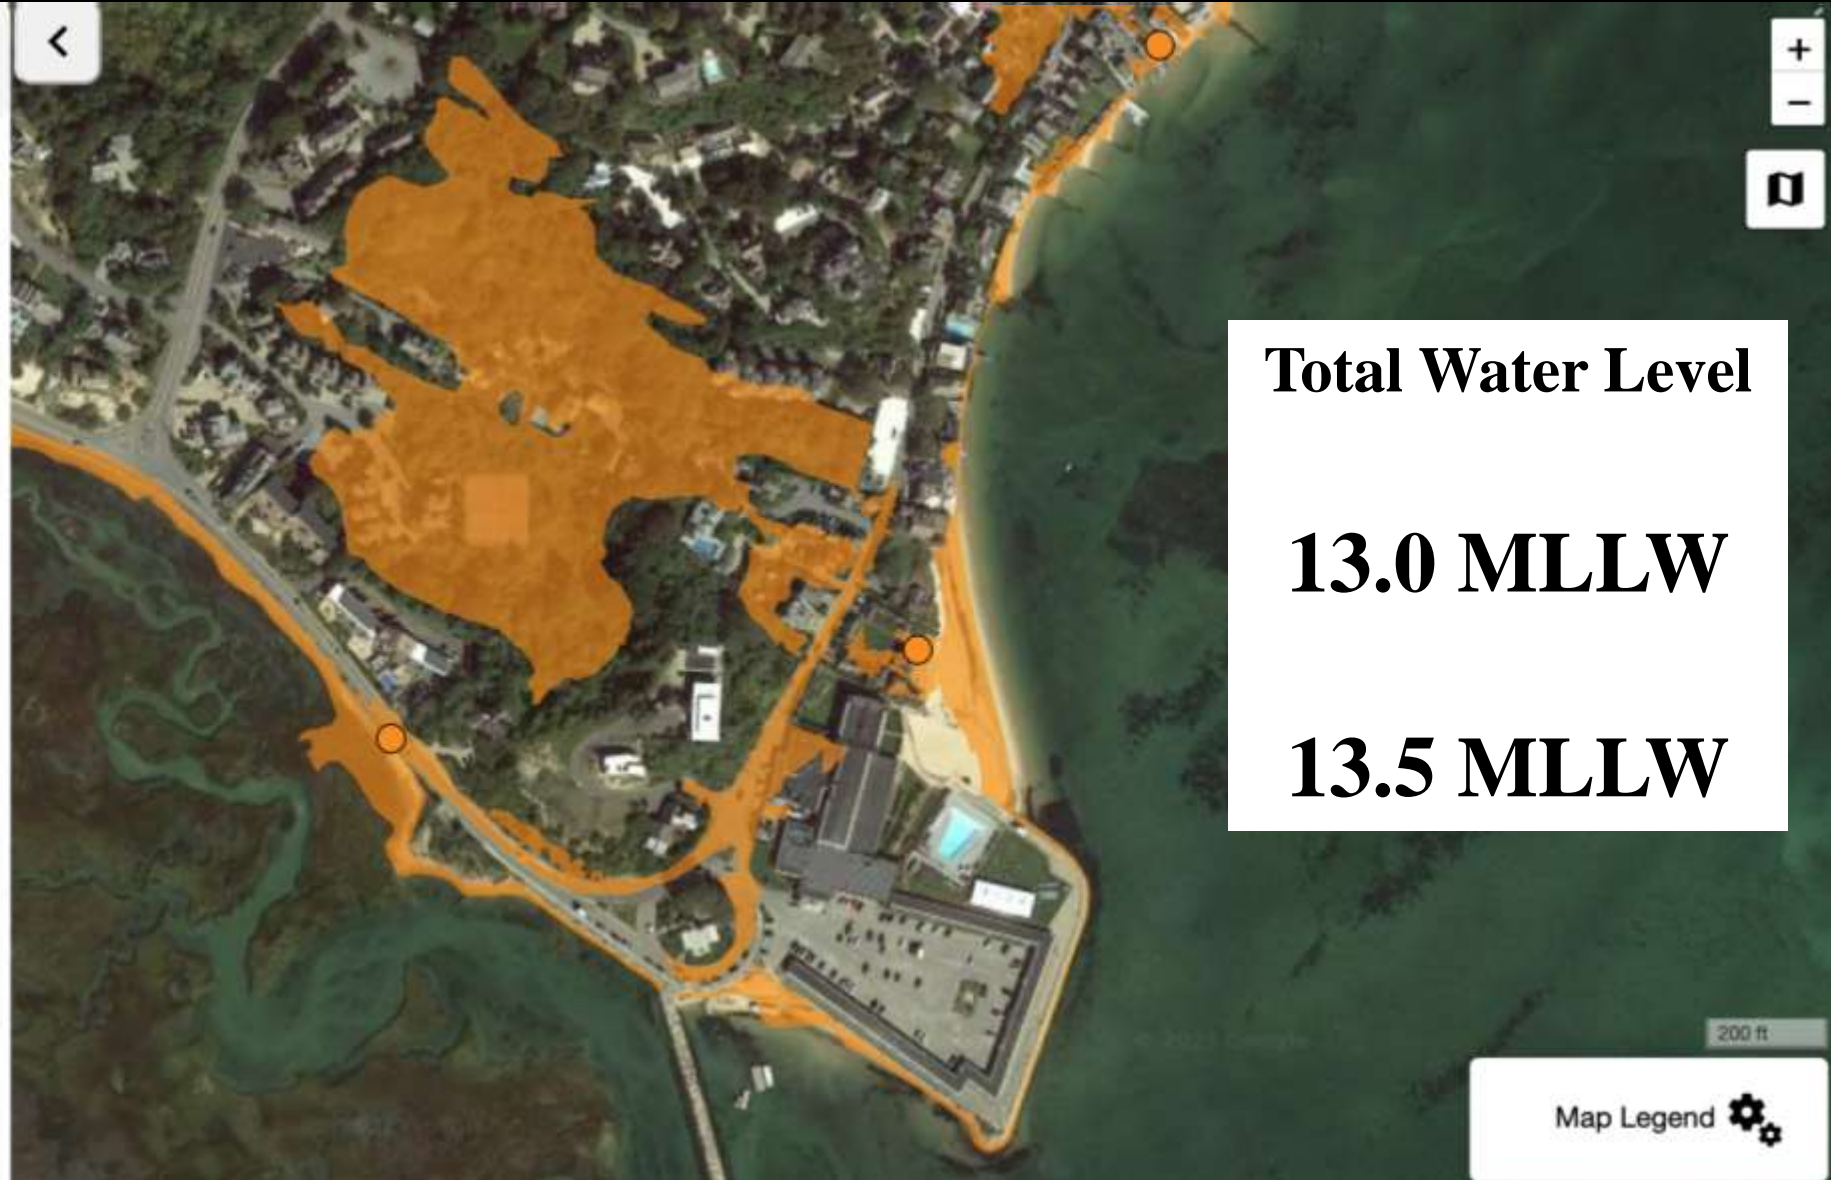 +
−
Total Water Level
13.0 MLLW
13.5 MLLW
200 ft
Map Legend